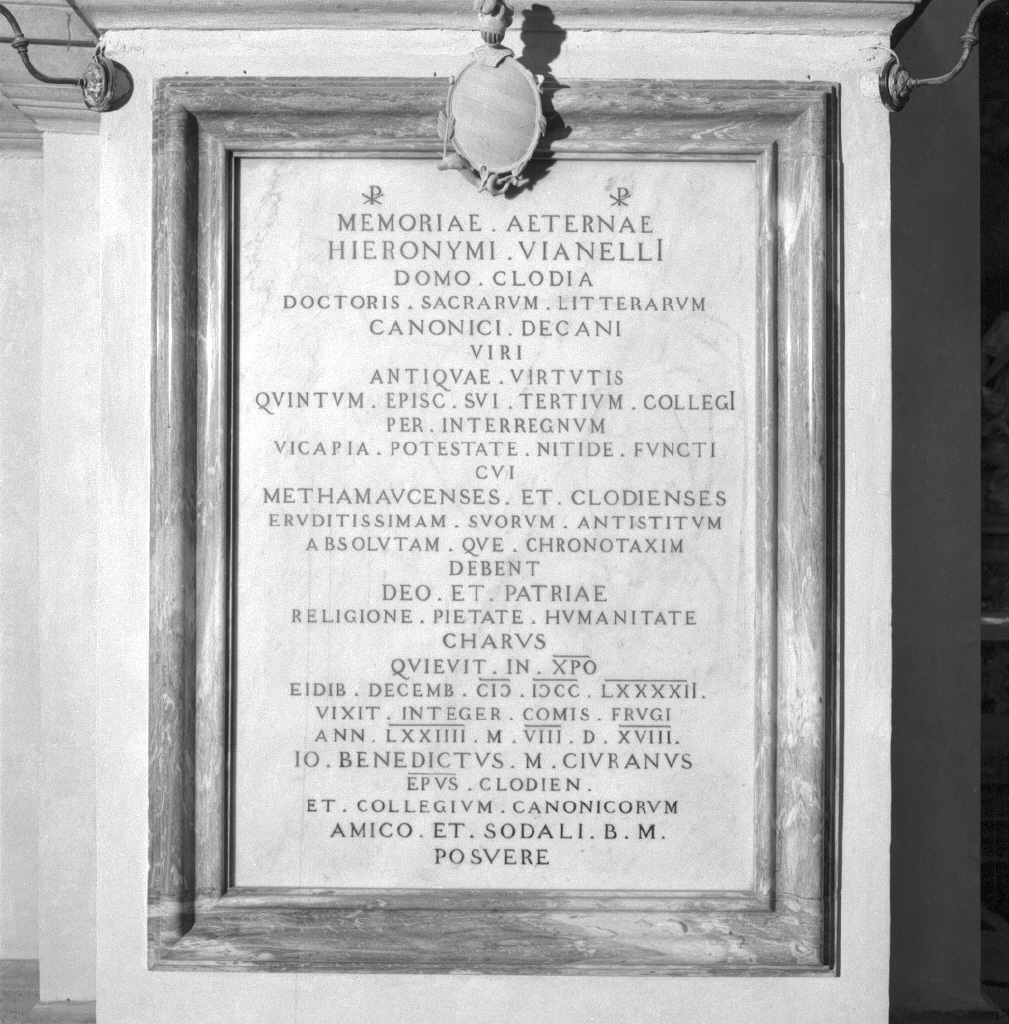 ☧ ☧
MEMORIAE . AETERNAE
HIERONYMI . VIANELLI
DOMO . CLODIA
DOCTORIS . SACRARVM . LITTERARVM
CANONICI . DECANI
VIRI
ANTIQVAE . VIRTVTIS
QVINTVM . EPISC . SVI . TERTIVM . COLLEGI
PER . INTERREGNVM
VICAPIA . POTESTATE . NITIDE . FVNCTI
CVI
METHAMAVCENSES . ET . CLODIENSES
ERVDITISSIMAM . SVORVM . ANTISTITVM
ABSOLVTAM . QVE . CHRONOTAXIM
DEBENT
DEO . ET . PATRIAE
RELIGIONE . PIETATE . HVMANITATE
CHARVS
QVIEVIT . IN . XPO
EIDIB . DECEMB . CIↃ . IↃCC . LXXXXII .
VIXIT . INTEGER . COMIS . FRVGI
ANN . LXXIIII . M . VIII . D . XVIII .
IO . BENEDICTVS . M . CIVRANVS
EPVS . CLODIEN .
ET . COLLEGIVM . CANONICORVM
AMICO . ET . SODALI . B . M .
POSVERE